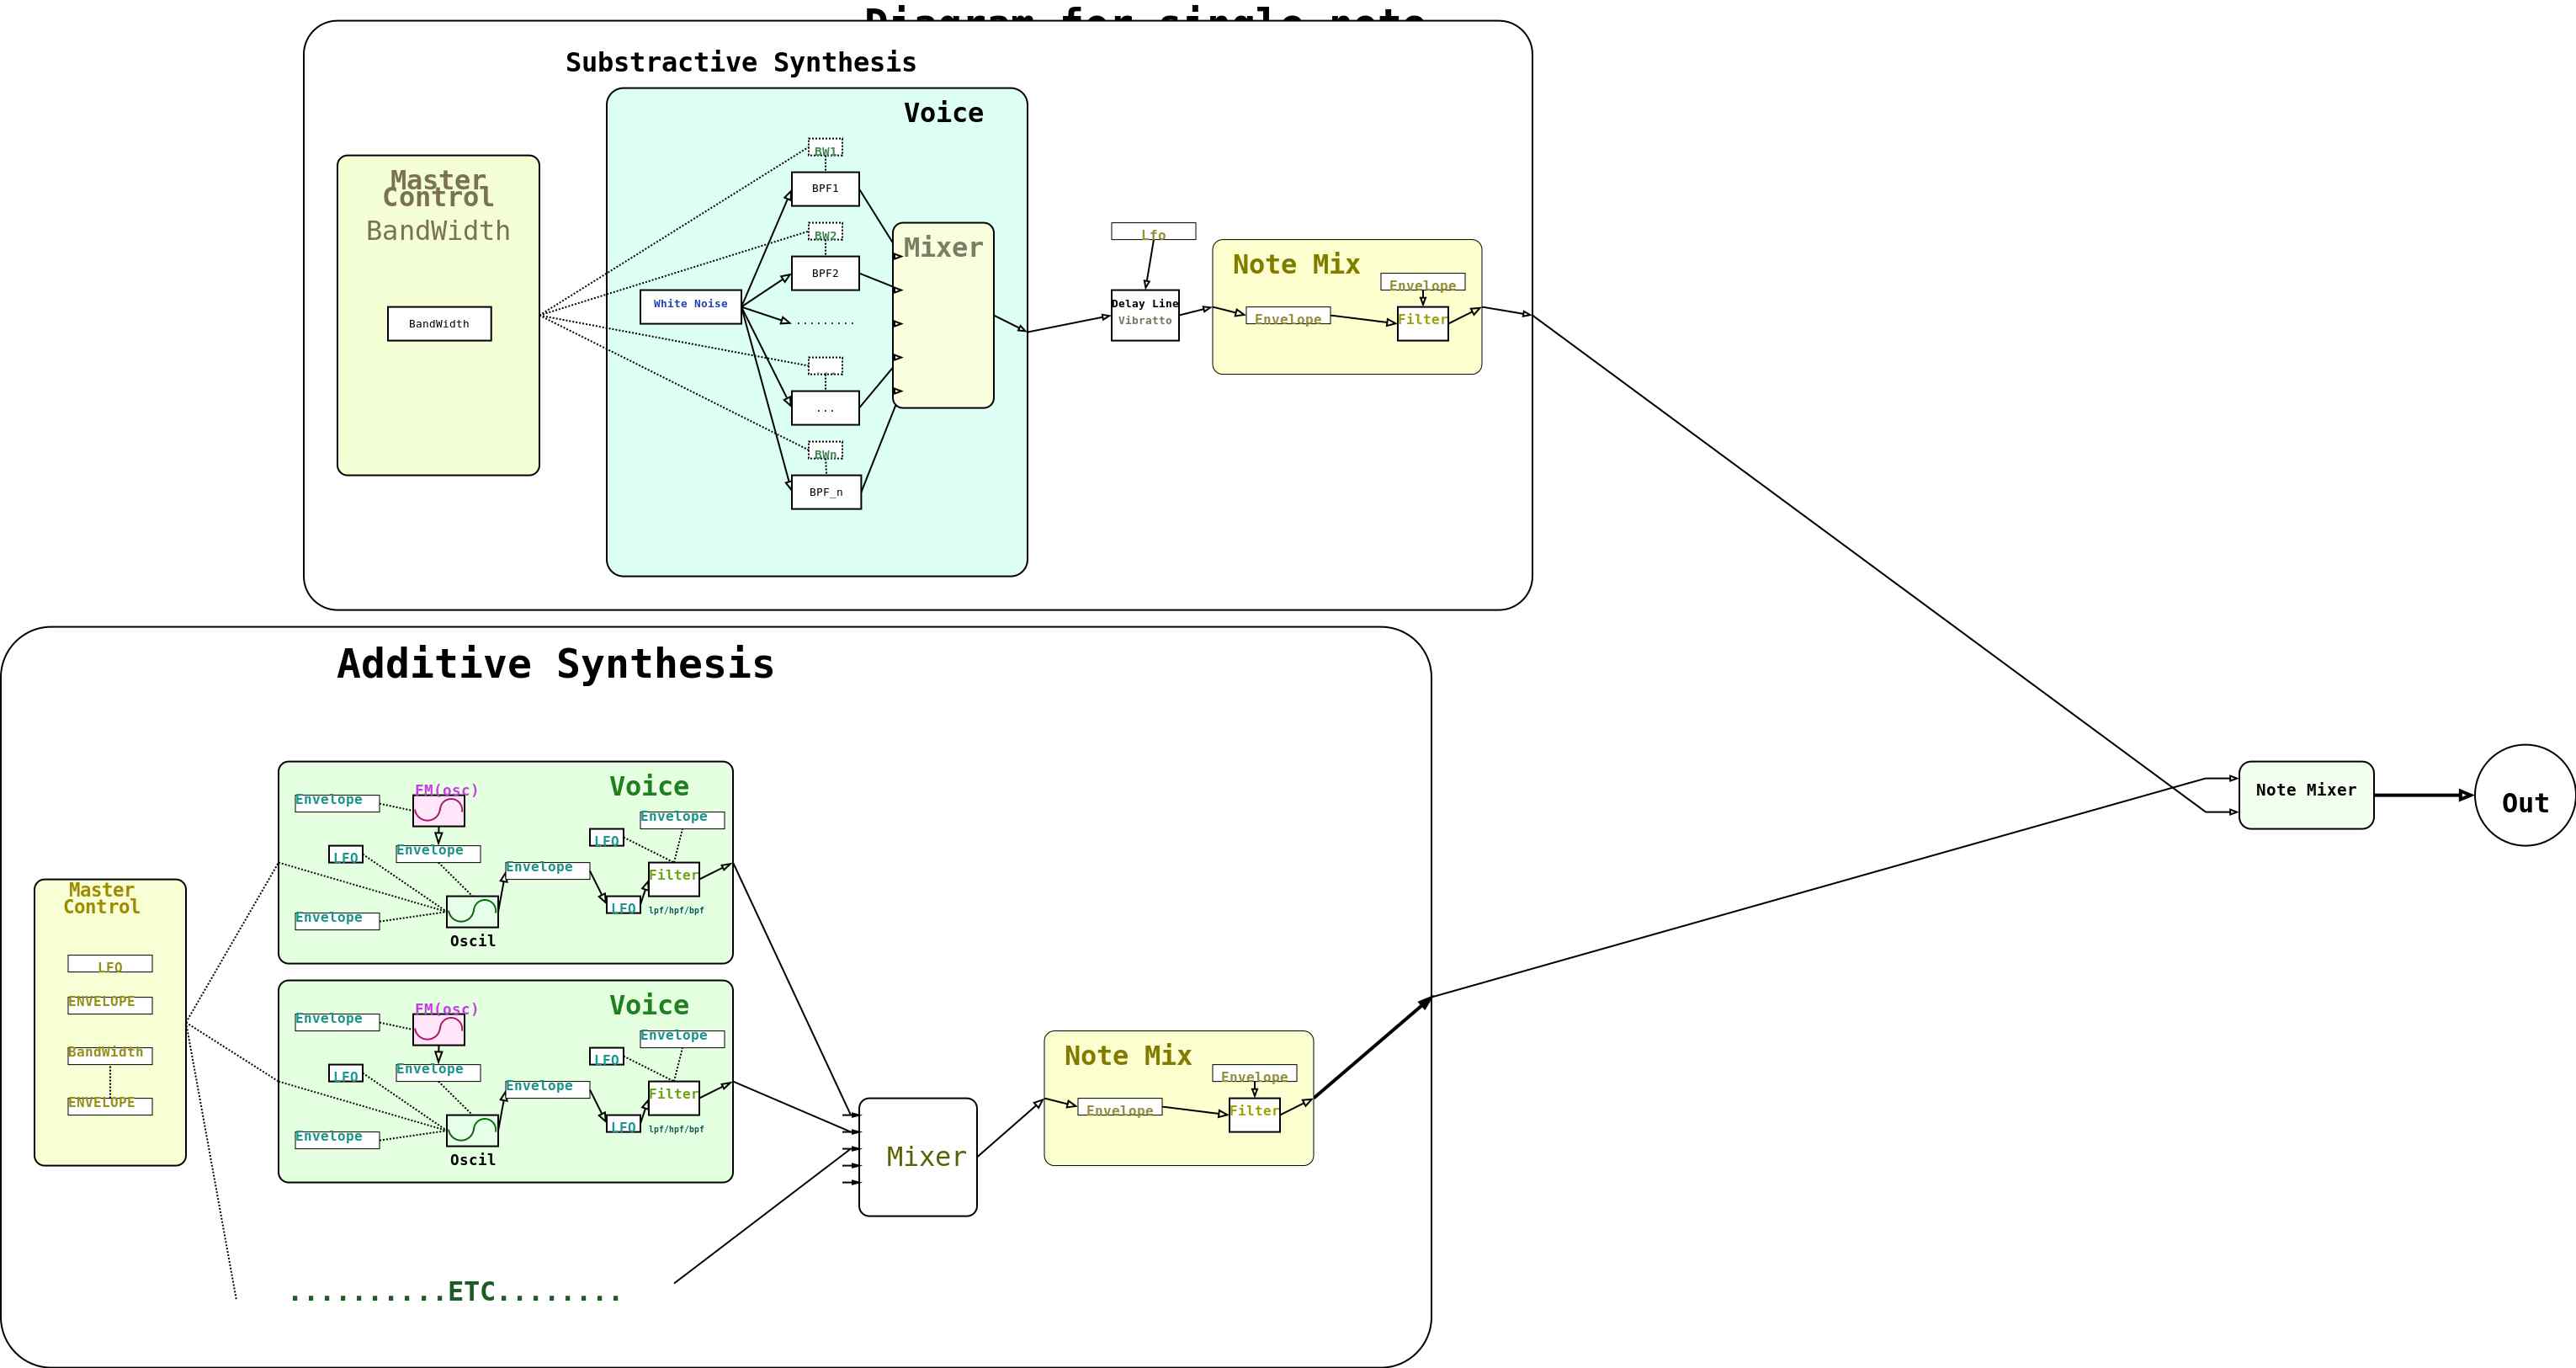 Diagram for single note
Substractive Synthesis
Voice
Master
Control
BandWidth
BandWidth
White Noise
BW1
BPF1
BW2
BPF2
.........
...
BWn
BPF_n
Mixer
Lfo
Delay Line
Vibratto
Note Mix
Envelope
Envelope
Filter
Additive Synthesis
Master
Control
LFO
ENVELOPE
BandWidth
ENVELOPE
Voice
FM(osc)
Envelope
Envelope
LFO
Envelope
LFO
Envelope
Envelope
Filter
LFO
lpf/hpf/bpf
Oscil
Voice
FM(osc)
Envelope
Envelope
LFO
Envelope
LFO
Envelope
Envelope
Filter
LFO
lpf/hpf/bpf
Oscil
..........ETC........
Mixer
Note Mix
Envelope
Envelope
Filter
Note Mixer
Out